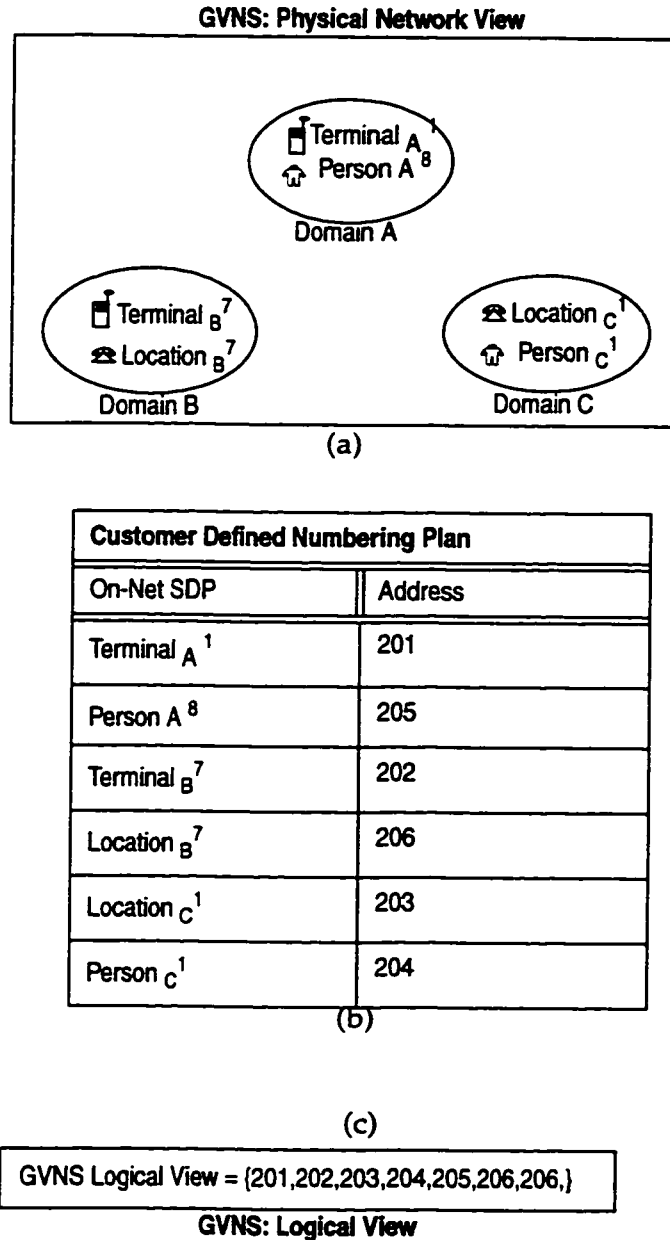 GVNS: Physical Network View
Terminal A 1
Person A 8
Domain A
Terminal B 7
Location B 7
Domain B
Location C 1
Person C 1
Domain C
(a)
Customer Defined Numbering Plan
On-Net SDP Address
Terminal A 1 201
Person A 8 205
Terminal B 7 202
Location B 7 206
Location C 1 203
Person C 1 204
(b)
(c)
GVNS Logical View = {201,202,203,204,205,206,206,}
GVNS: Logical View